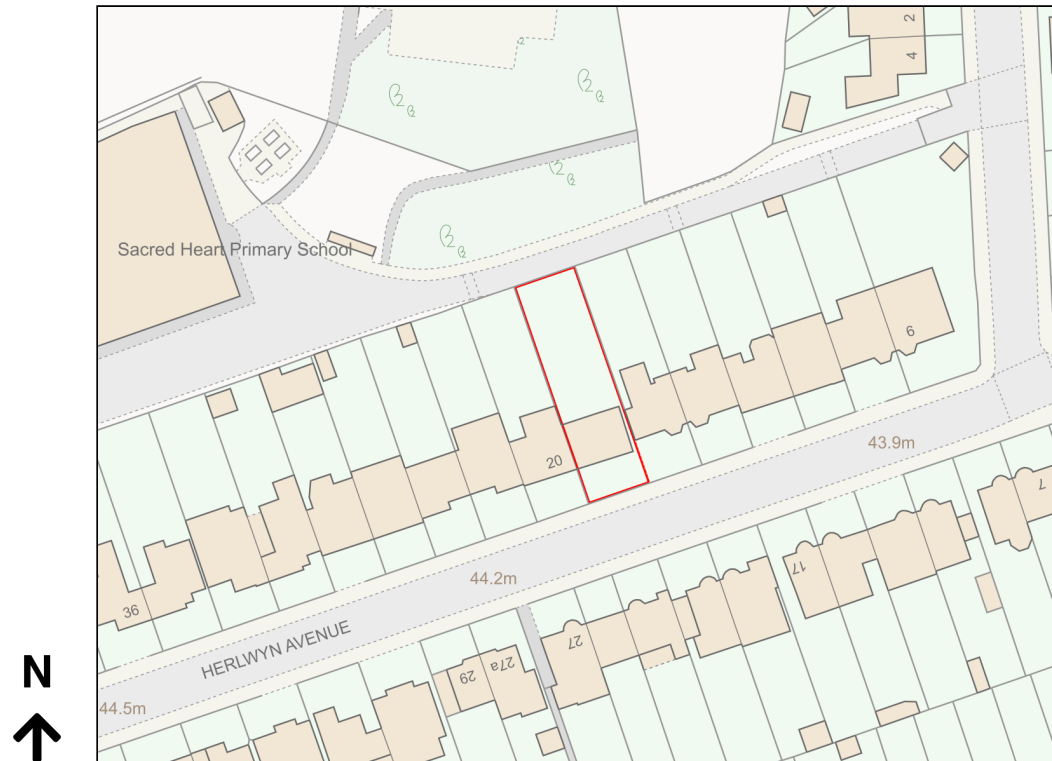 2
4
Sacred Heart Primary School
6
43.9m
20
7
17
44.2m
36
27
HERLWYN AVENUE
27a
29
44.5m
N